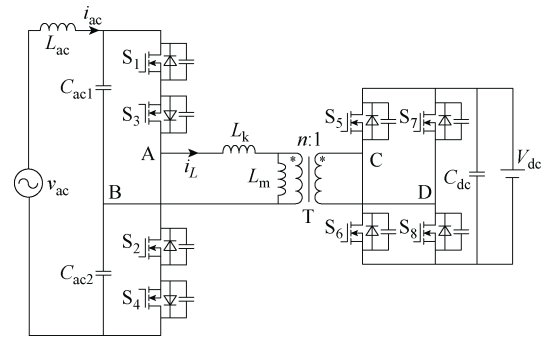 i_ac
L_ac
S_1
C_ac1
S_3
A
i_L
L_k
n:1
*
*
L_m
T
B
v_ac
S_2
C_ac2
S_4
S_5
S_7
C
D
C_dc
V_dc
S_6
S_8